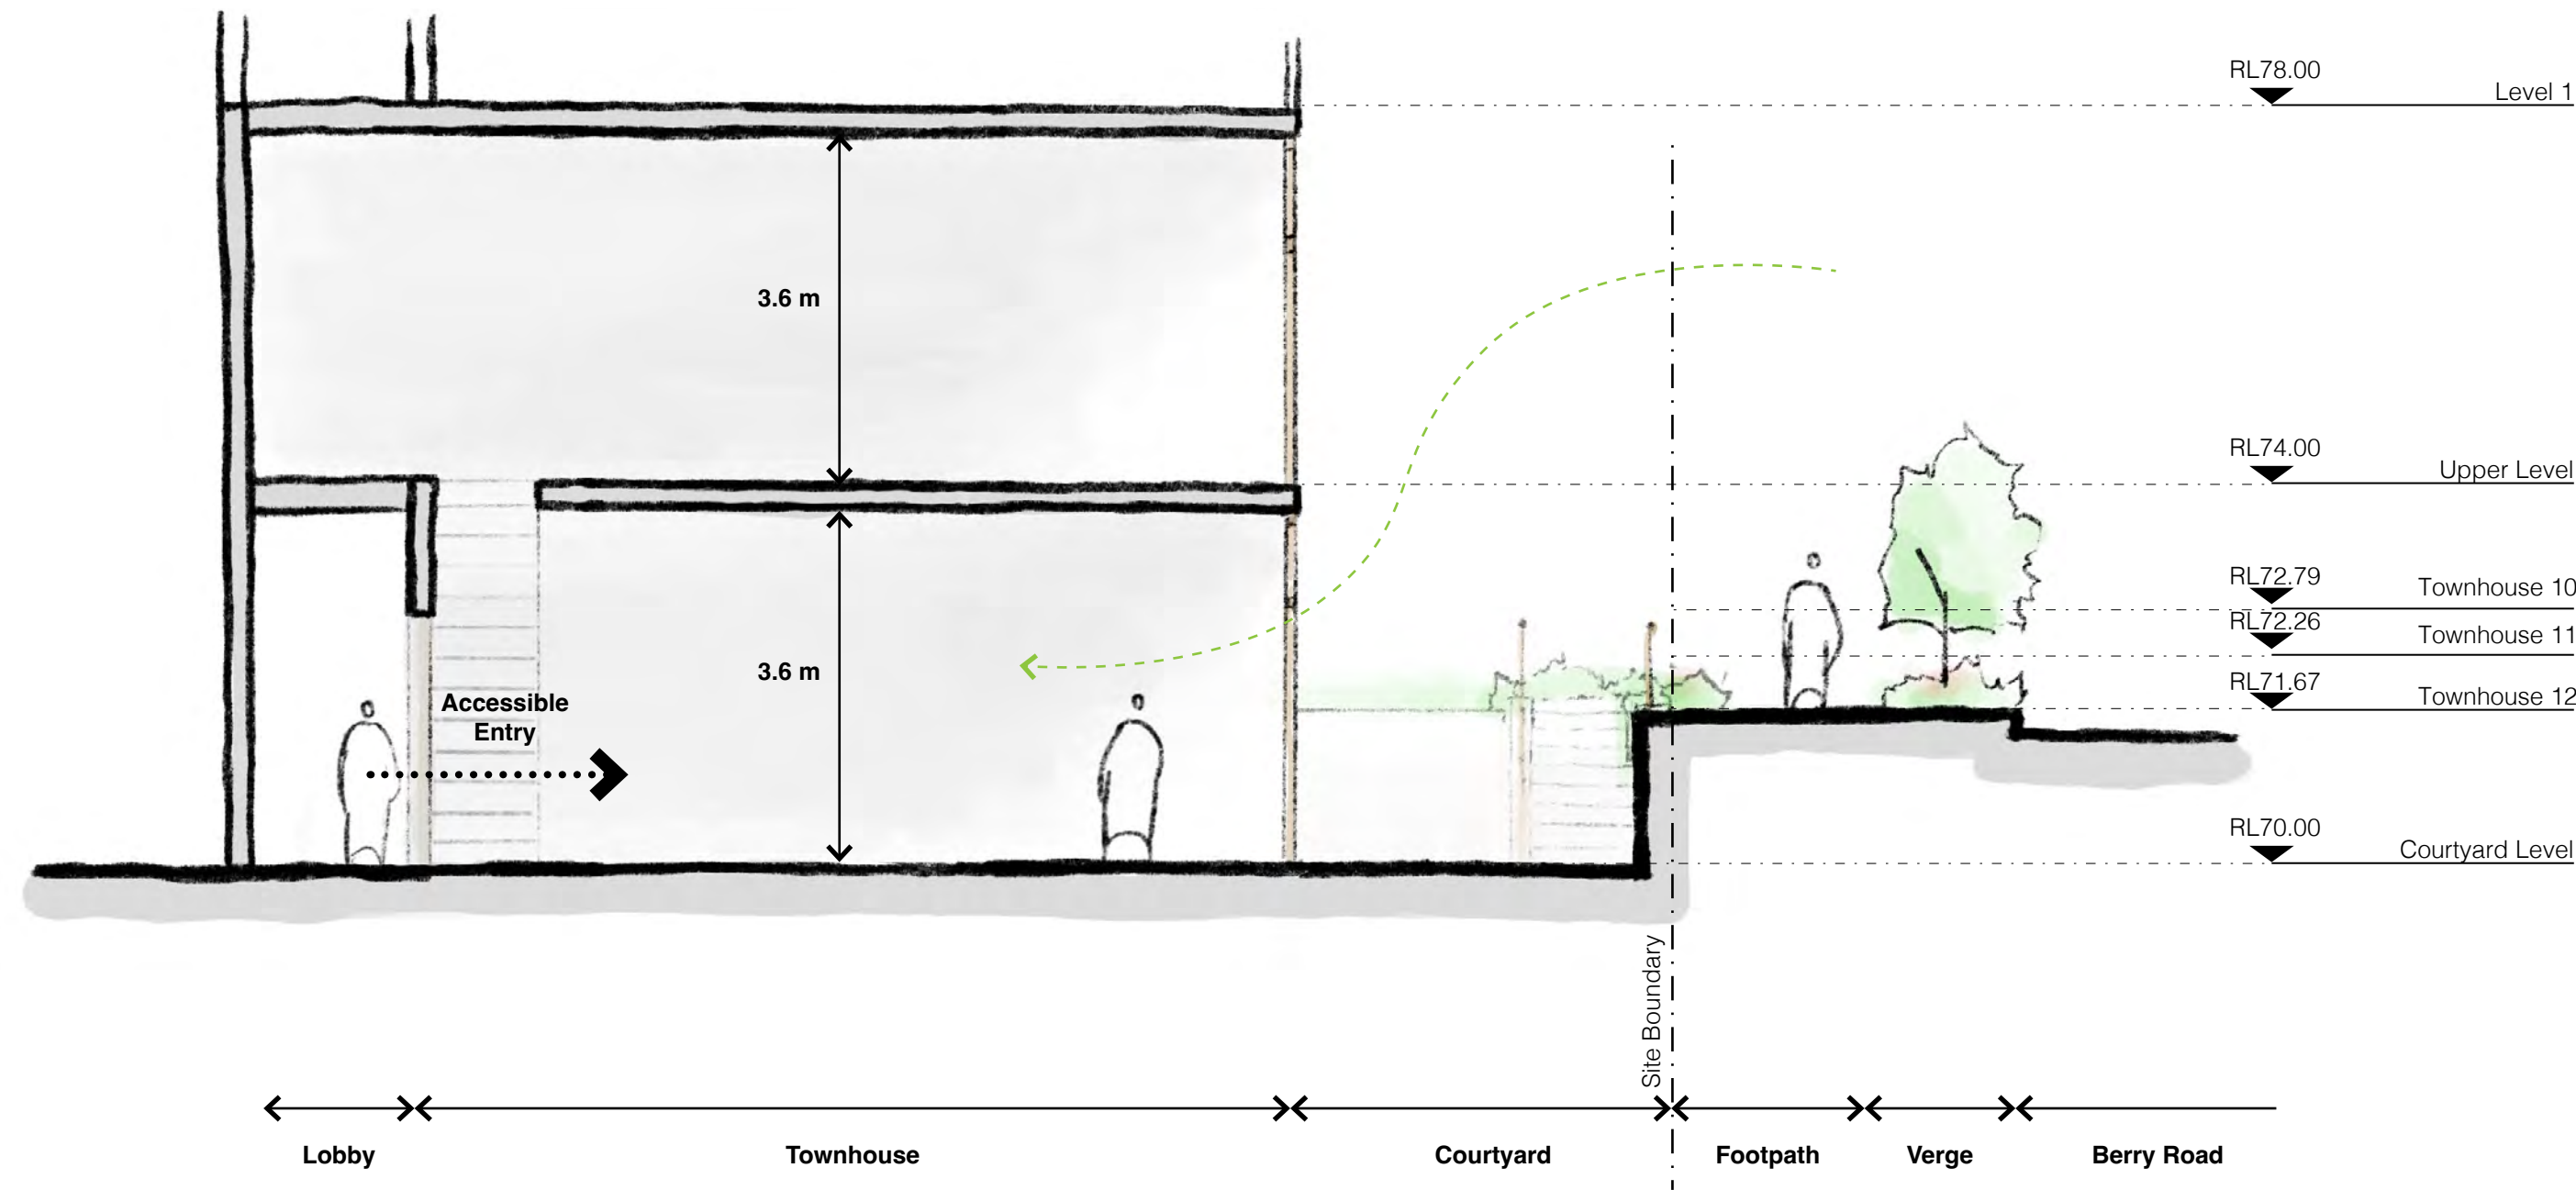 RL78.00
Level 1
3.6 m
RL74.00
Upper Level
RL72.79
Townhouse 10
RL72.26
Townhouse 11
3.6 m
RL71.67
Townhouse 12
Accessible
Entry
RL70.00
Courtyard Level
Site Boundary
Lobby
Townhouse
Courtyard
Footpath
Verge
Berry Road